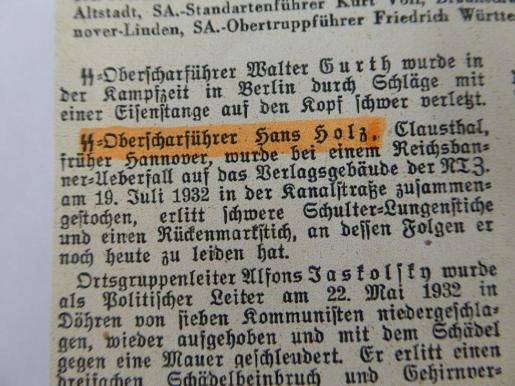 Altstadt, SA.-Standartenführer Kurt
nover-Linden, SA.-Obertruppführer Friedrich Württe
ϟϟ-Oberscharführer Walter Gurth wurde in
der Kampfzeit in Berlin durch Schläge mit
einer Eisenstange auf den Kopf schwer verletzt.
ϟϟ-Oberscharführer Hans Holz, Clausthal,
früher Hannover, wurde bei einem Reichsban-
ner-Ueberfall auf das Verlagsgebäude der NTZ.
am 19. Juli 1932 in der Kanalstraße zusammen-
gestochen, erlitt schwere Schulter-Lungenstiche
und einen Rückenmarkstich, an dessen Folgen er
noch heute zu leiden hat.
Ortsgruppenleiter Alfons Jaskolsky wurde
als Politischer Leiter am 22. Mai 1932 in
Döhren von sieben Kommunisten niedergeschla-
gen, wieder aufgehoben und mit dem Schädel
gegen eine Mauer geschleudert. Er erlitt einen
dreifachen Schädelbeinbruch und Gehirnver-